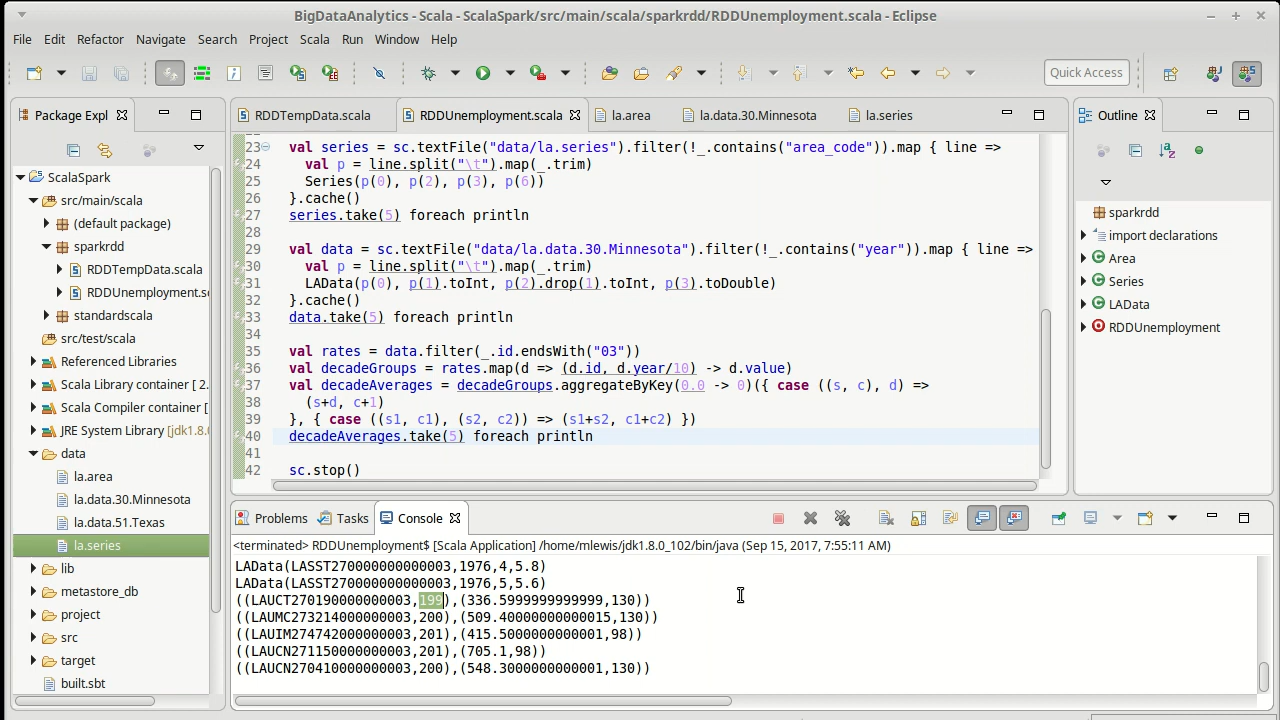 BigDataAnalytics - Scala - ScalaSpark/src/main/scala/sparkrdd/RDDUnemployment.scala - Eclipse
File Edit Refactor Navigate Search Project Scala Run Window Help
Quick Access
Package Expl
ScalaSpark
src/main/scala
(default package)
sparkrdd
RDDTempData.scala
RDDUnemployment.sc
standardscala
src/test/scala
Referenced Libraries
Scala Library container [ 2.
Scala Compiler container [
JRE System Library [jdk1.8.0
data
la.area
la.data.30.Minnesota
la.data.51.Texas
la.series
lib
metastore_db
project
src
target
built.sbt
RDDTempData.scala RDDUnemployment.scala la.area la.data.30.Minnesota la.series
23 val series = sc.textFile("data/la.series").filter(!_.contains("area_code")).map { line =>
24 val p = line.split("\t").map(_.trim)
25 Series(p(0), p(2), p(3), p(6))
26 }.cache()
27 series.take(5) foreach println
28
29 val data = sc.textFile("data/la.data.30.Minnesota").filter(!_.contains("year")).map { line =>
30 val p = line.split("\t").map(_.trim)
31 LAData(p(0), p(1).toInt, p(2).drop(1).toInt, p(3).toDouble)
32 }.cache()
33 data.take(5) foreach println
34
35 val rates = data.filter(_.id.endsWith("03"))
36 val decadeGroups = rates.map(d => (d.id, d.year/10) -> d.value)
37 val decadeAverages = decadeGroups.aggregateByKey(0.0 -> 0)({ case ((s, c), d) =>
38 (s+d, c+1)
39 }, { case ((s1, c1), (s2, c2)) => (s1+s2, c1+c2) })
40 decadeAverages.take(5) foreach println
41
42 sc.stop()
Outline
sparkrdd
import declarations
Area
Series
LAData
RDDUnemployment
Problems Tasks Console
<terminated> RDDUnemployment$ [Scala Application] /home/mlewis/jdk1.8.0_102/bin/java (Sep 15, 2017, 7:55:11 AM)
LAData(LASST270000000000003,1976,4,5.8)
LAData(LASST270000000000003,1976,5,5.6)
((LAUCT270190000000003,199),(336.5999999999999,130))
((LAUMC273214000000003,200),(509.40000000000015,130))
((LAUIM274742000000003,201),(415.5000000000001,98))
((LAUCN271150000000003,201),(705.1,98))
((LAUCN270410000000003,200),(548.3000000000001,130))